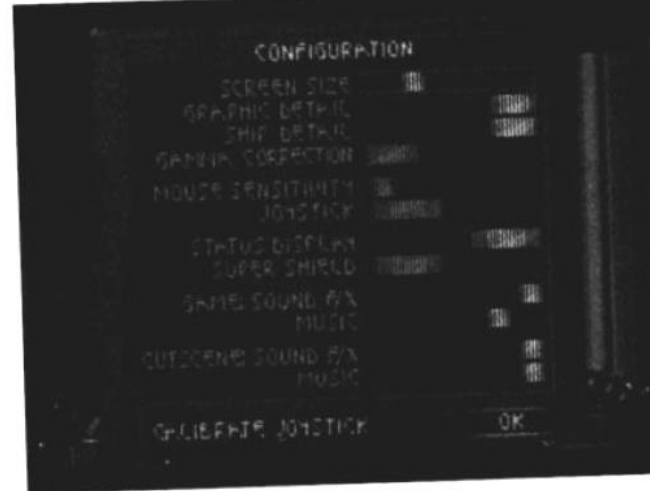 CONFIGURATION
SCREEN SIZE
GRAPHIC DETAIL
SHIP DETAIL
GAMMA CORRECTION
MOUSE SENSITIVITY
JOYSTICK
STATUS DISPLAY
SUPER SHIELD
GAME SOUND F/X
MUSIC
CUTSCENE SOUND F/X
MUSIC
CALIBRATE JOYSTICK OK